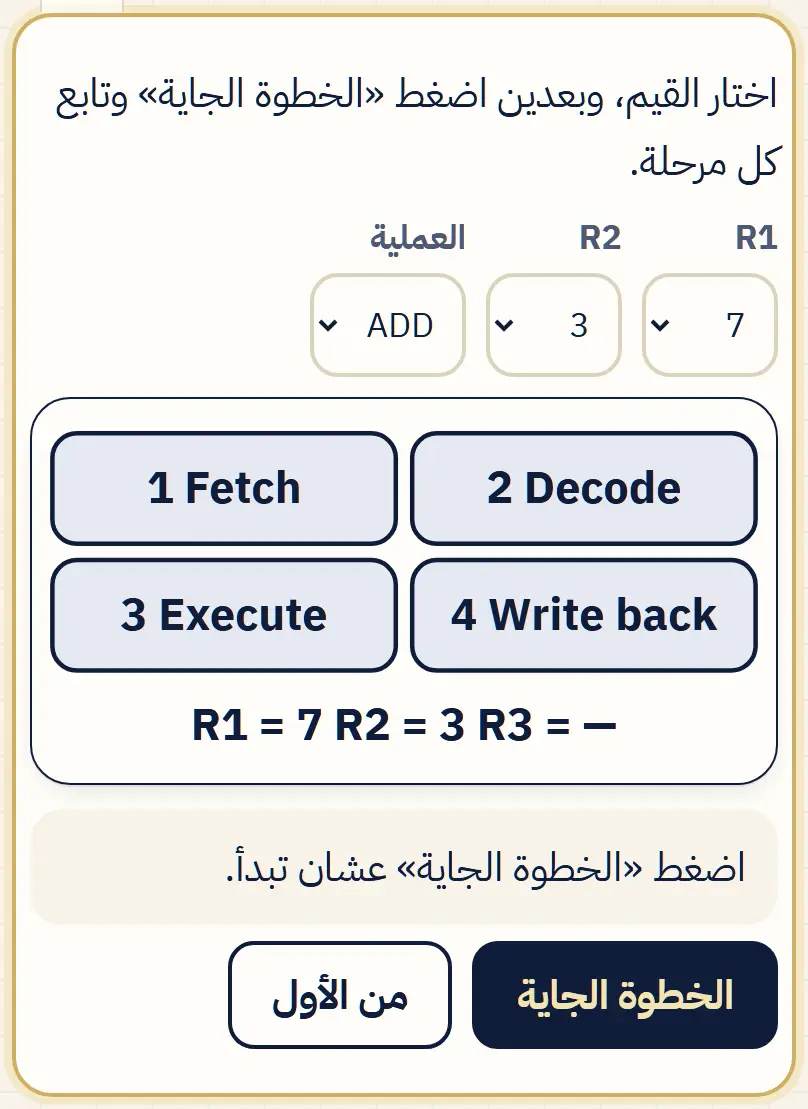 اختار القيم، وبعدين اضغط «الخطوة الجاية» وتابع
كل مرحلة.
R1
R2
العملية
7
3
ADD
1 Fetch
2 Decode
3 Execute
4 Write back
R1 = 7 R2 = 3 R3 = —
اضغط «الخطوة الجاية» عشان تبدأ.
الخطوة الجاية
من الأول